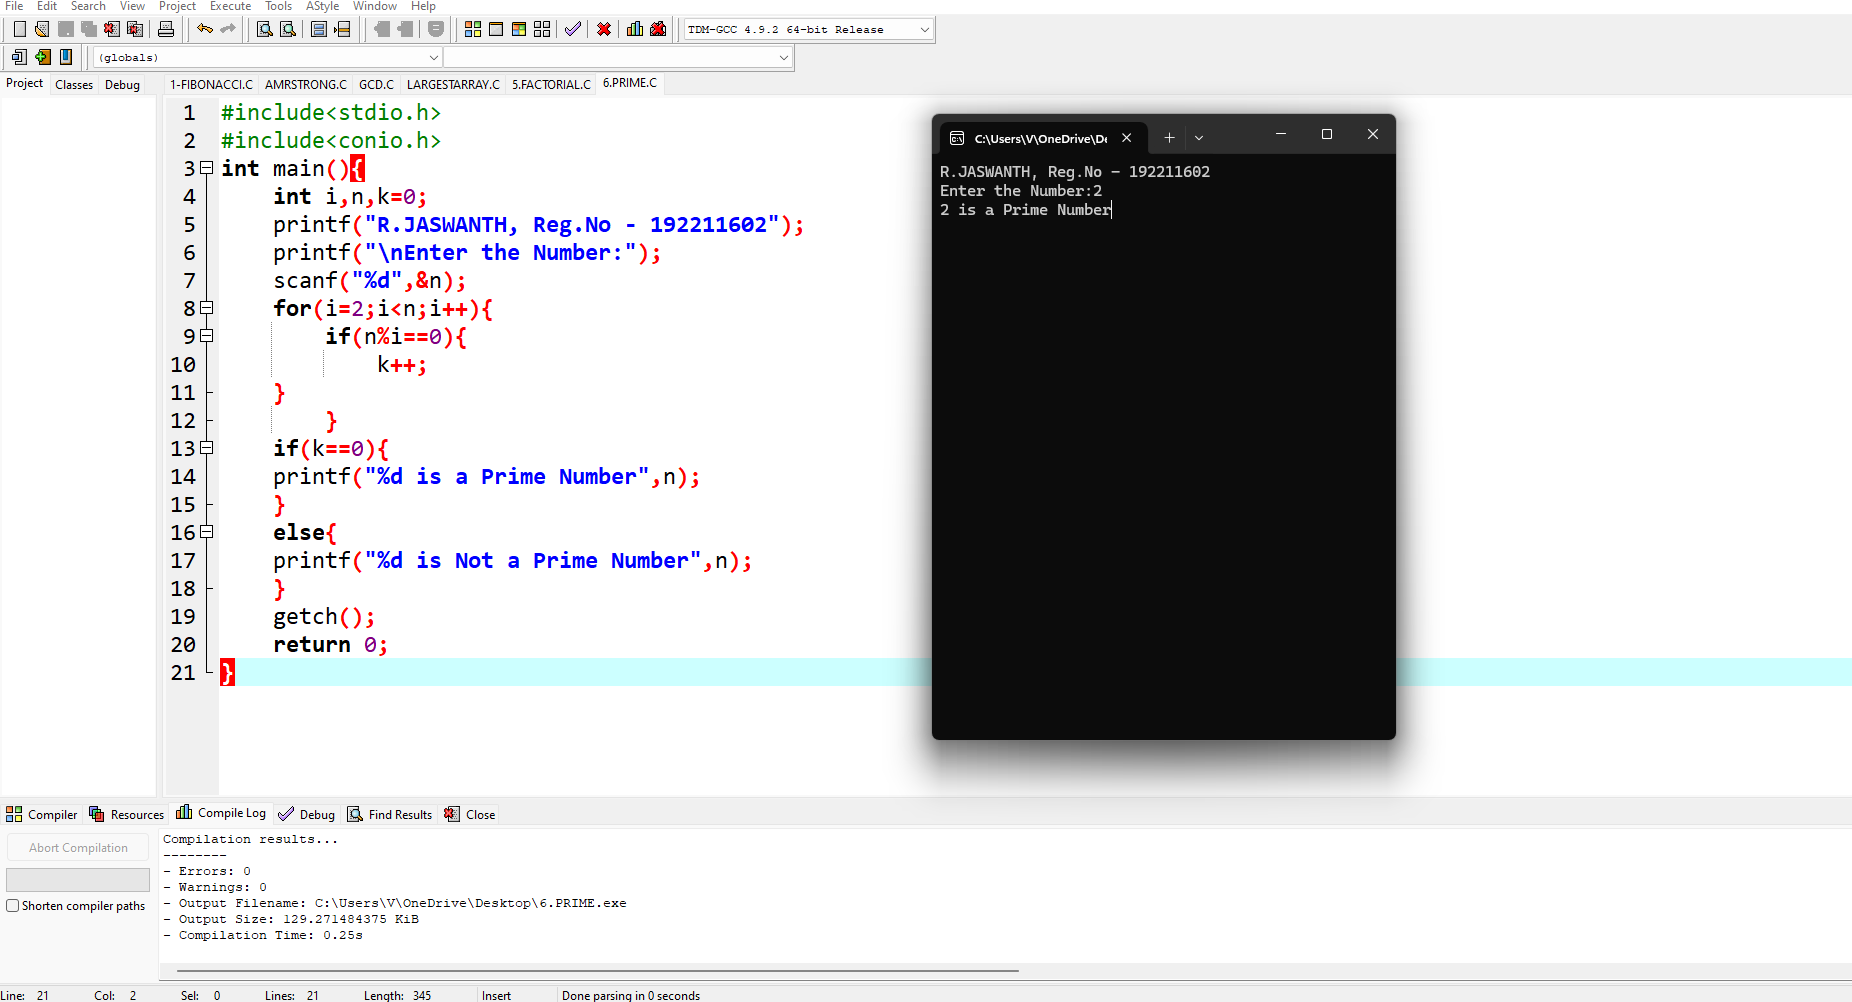 File Edit Search View Project Execute Tools AStyle Window Help
TDM-GCC 4.9.2 64-bit Release
(globals)
Project Classes Debug
1-FIBONACCI.C AMRSTRONG.C GCD.C LARGESTARRAY.C 5.FACTORIAL.C 6.PRIME.C
1 #include<stdio.h>
2 #include<conio.h>
3 int main(){
4 int i,n,k=0;
5 printf("R.JASWANTH, Reg.No - 192211602");
6 printf("\nEnter the Number:");
7 scanf("%d",&n);
8 for(i=2;i<n;i++){
9 if(n%i==0){
10 k++;
11 }
12 }
13 if(k==0){
14 printf("%d is a Prime Number",n);
15 }
16 else{
17 printf("%d is Not a Prime Number",n);
18 }
19 getch();
20 return 0;
21 }
C:\Users\V\OneDrive\De
R.JASWANTH, Reg.No - 192211602
Enter the Number:2
2 is a Prime Number
Compiler Resources Compile Log Debug Find Results Close
Abort Compilation
Shorten compiler paths
Compilation results...
--------
- Errors: 0
- Warnings: 0
- Output Filename: C:\Users\V\OneDrive\Desktop\6.PRIME.exe
- Output Size: 129.271484375 KiB
- Compilation Time: 0.25s
Line: 21 Col: 2 Sel: 0 Lines: 21 Length: 345 Insert Done parsing in 0 seconds